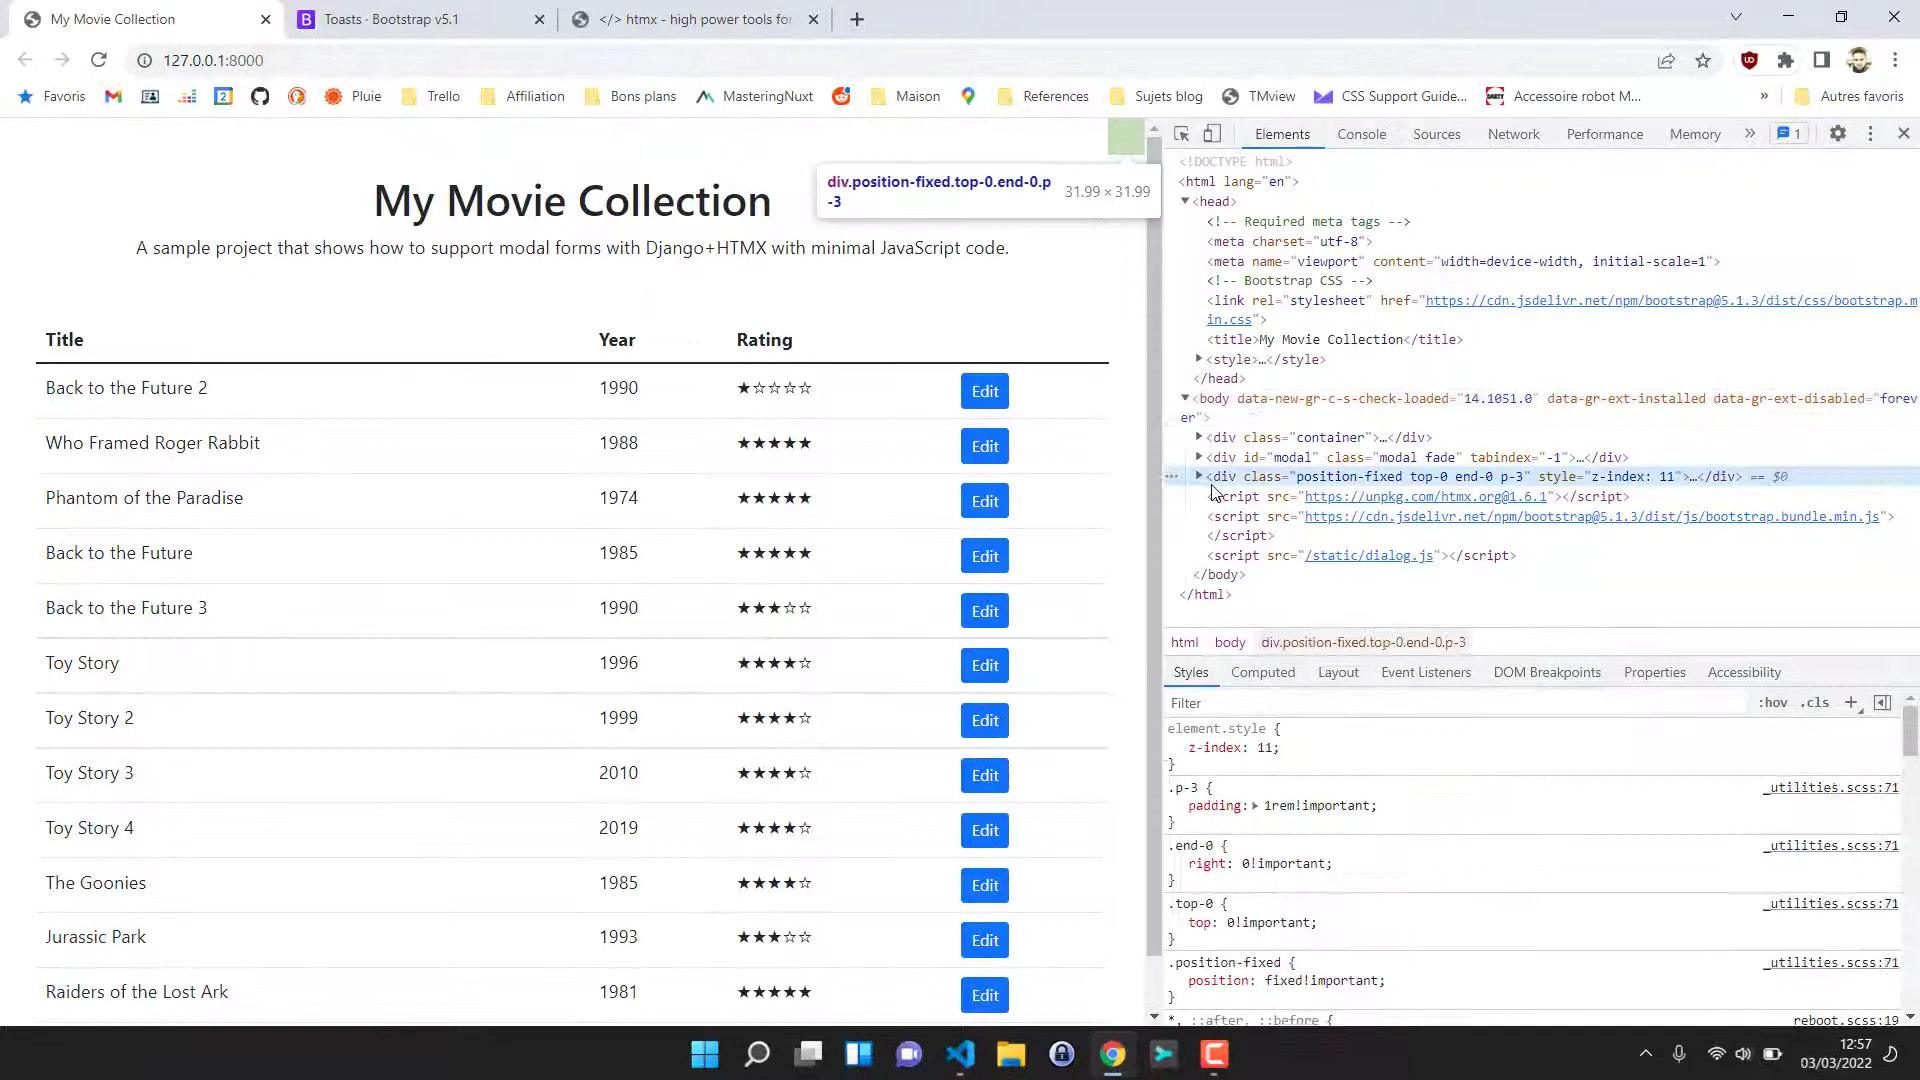 My Movie Collection
Toasts · Bootstrap v5.1
</> htmx - high power tools for
127.0.0.1:8000
Favoris
Pluie
Trello
Affiliation
Bons plans
MasteringNuxt
Maison
References
Sujets blog
TMview
CSS Support Guide...
Accessoire robot M...
»
Autres favoris
Elements
Console
Sources
Network
Performance
Memory
»
1
div.position-fixed.top-0.end-0.p
-3
31.99 × 31.99
My Movie Collection
A sample project that shows how to support modal forms with Django+HTMX with minimal JavaScript code.
Title Year Rating
Back to the Future 2 1990 ★☆☆☆☆ Edit
Who Framed Roger Rabbit 1988 ★★★★★ Edit
Phantom of the Paradise 1974 ★★★★★ Edit
Back to the Future 1985 ★★★★★ Edit
Back to the Future 3 1990 ★★★☆☆ Edit
Toy Story 1996 ★★★★☆ Edit
Toy Story 2 1999 ★★★★☆ Edit
Toy Story 3 2010 ★★★★☆ Edit
Toy Story 4 2019 ★★★★☆ Edit
The Goonies 1985 ★★★★☆ Edit
Jurassic Park 1993 ★★★☆☆ Edit
Raiders of the Lost Ark 1981 ★★★★★ Edit
<!DOCTYPE html>
<html lang="en">
<head>
<!-- Required meta tags -->
<meta charset="utf-8">
<meta name="viewport" content="width=device-width, initial-scale=1">
<!-- Bootstrap CSS -->
<link rel="stylesheet" href="https://cdn.jsdelivr.net/npm/bootstrap@5.1.3/dist/css/bootstrap.m
in.css">
<title>My Movie Collection</title>
<style>…</style>
</head>
<body data-new-gr-c-s-check-loaded="14.1051.0" data-gr-ext-installed data-gr-ext-disabled="forev
er">
<div class="container">…</div>
<div id="modal" class="modal fade" tabindex="-1">…</div>
<div class="position-fixed top-0 end-0 p-3" style="z-index: 11">…</div> == $0
<script src="https://unpkg.com/htmx.org@1.6.1"></script>
<script src="https://cdn.jsdelivr.net/npm/bootstrap@5.1.3/dist/js/bootstrap.bundle.min.js">
</script>
<script src="/static/dialog.js"></script>
</body>
</html>
html body div.position-fixed.top-0.end-0.p-3
Styles Computed Layout Event Listeners DOM Breakpoints Properties Accessibility
Filter :hov .cls +
element.style {
z-index: 11;
}
.p-3 { _utilities.scss:71
padding: 1rem!important;
}
.end-0 { _utilities.scss:71
right: 0!important;
}
.top-0 { _utilities.scss:71
top: 0!important;
}
.position-fixed { _utilities.scss:71
position: fixed!important;
}
*, ::after, ::before { reboot.scss:19
12:57
03/03/2022